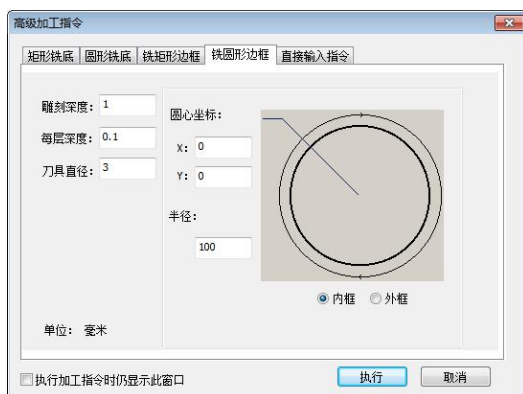 高级加工指令
矩形铣底 圆形铣底 铣矩形边框 铣圆形边框 直接输入指令
雕刻深度: 1
每层深度: 0.1
刀具直径: 3
圆心坐标:
X: 0
Y: 0
半径:
100
内框 外框
单位: 毫米
执行加工指令时仍显示此窗口
执行 取消